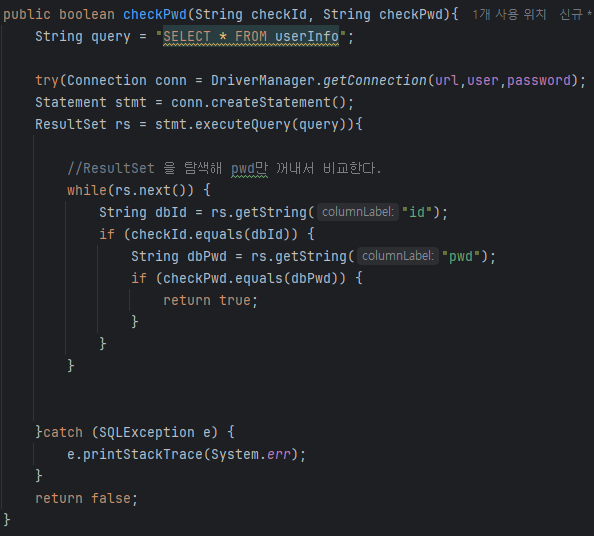 public boolean checkPwd(String checkId, String checkPwd){ 1개 사용 위치 신규 *
String query = "SELECT * FROM userInfo";
try(Connection conn = DriverManager.getConnection(url,user,password);
Statement stmt = conn.createStatement();
ResultSet rs = stmt.executeQuery(query)){
//ResultSet 을 탐색해 pwd만 꺼내서 비교한다.
while(rs.next()) {
String dbId = rs.getString( columnLabel: "id");
if (checkId.equals(dbId)) {
String dbPwd = rs.getString( columnLabel: "pwd");
if (checkPwd.equals(dbPwd)) {
return true;
}
}
}
}catch (SQLException e) {
e.printStackTrace(System.err);
}
return false;
}